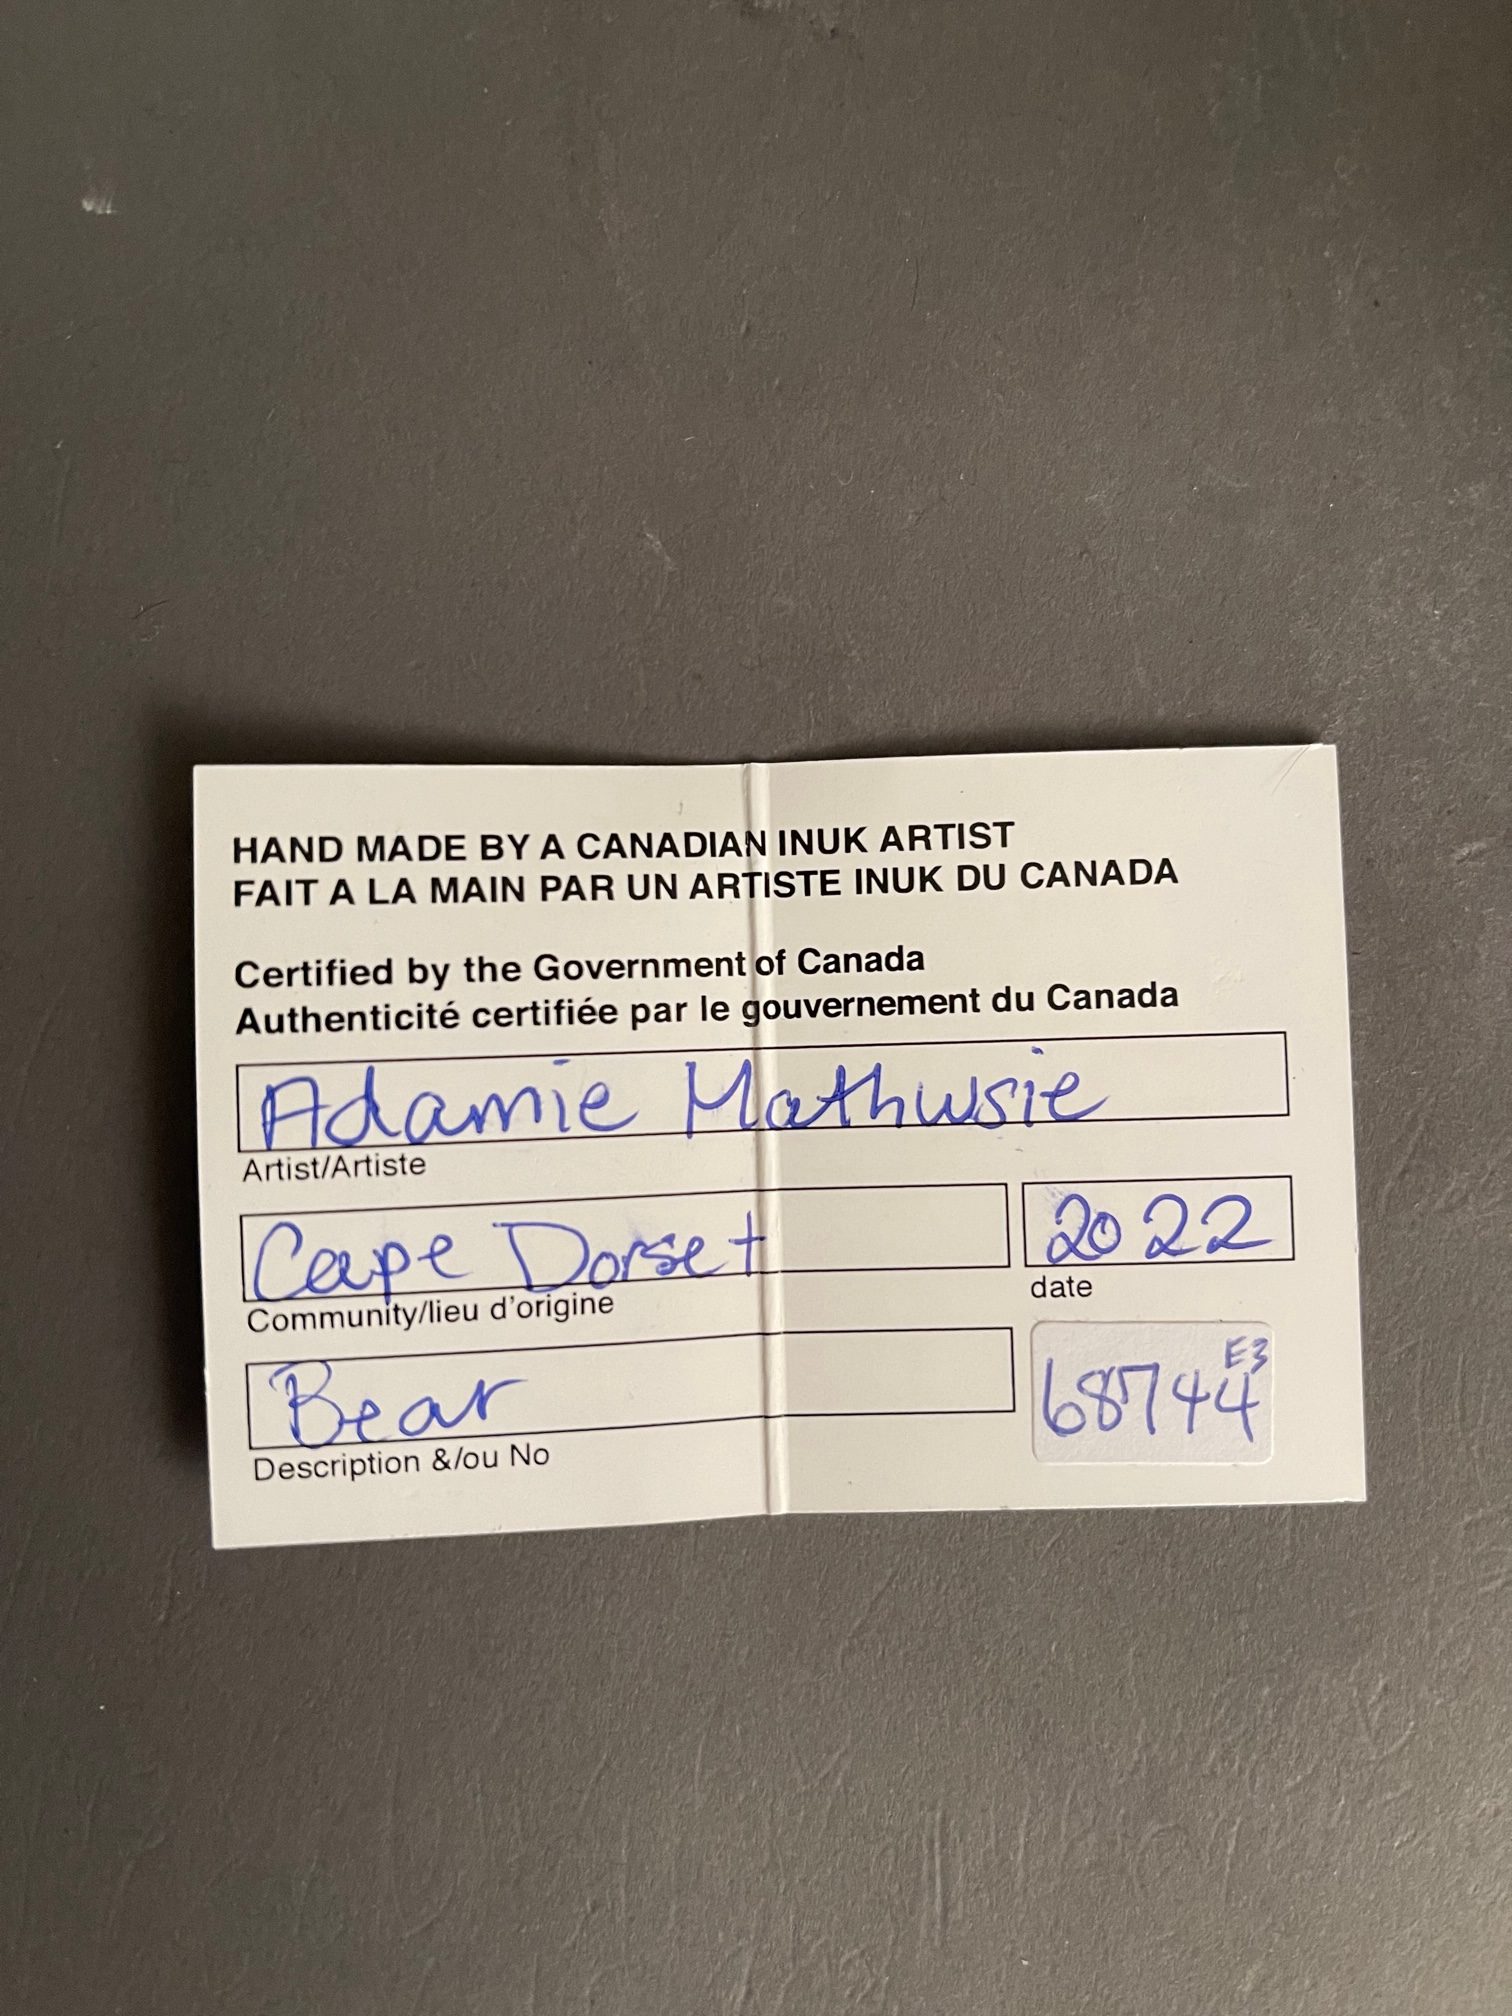 HAND MADE BY A CANADIAN INUK ARTIST
FAIT A LA MAIN PAR UN ARTISTE INUK DU CANADA
Certified by the Government of Canada
Authenticité certifiée par le gouvernement du Canada
Adamie Mathwsie
Artist/Artiste
Cape Dorset 2022
Community/lieu d'origine date
Bear
E3
68744
Description &/ou No